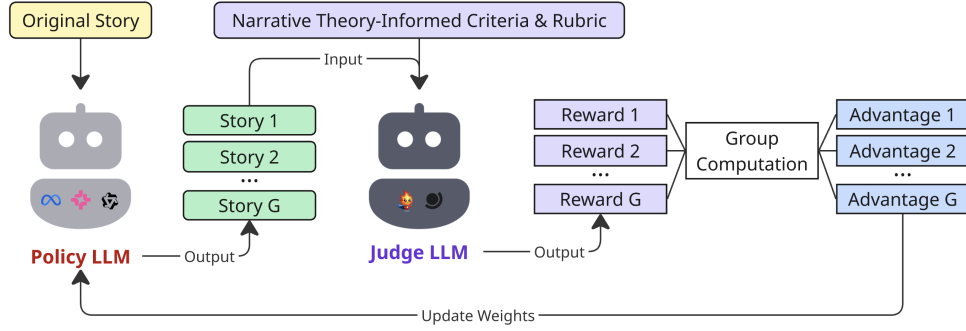 Original Story
Narrative Theory-Informed Criteria & Rubric
Input
Story 1
Story 2
...
Story G
Reward 1
Reward 2
...
Reward G
Group
Computation
Advantage 1
Advantage 2
...
Advantage G
Policy LLM
Output
Judge LLM
Output
Update Weights